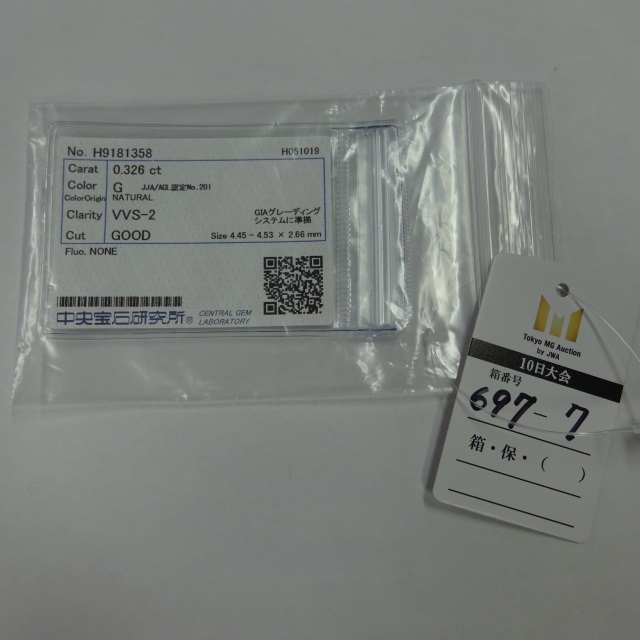 No. H9181358 H051019
Carat 0.326 ct
Color G JJA/AGL認定No.201
ColorOrigin NATURAL
Clarity VVS-2 GIAグレーディング
システムに準拠
Cut GOOD Size 4.45 - 4.53 × 2.66 mm
Fluo. NONE
中央宝石研究所® CENTRAL GEM
LABORATORY
Tokyo MG Auction
by JWA
10日大会
箱番号
697-7
箱・保・( )